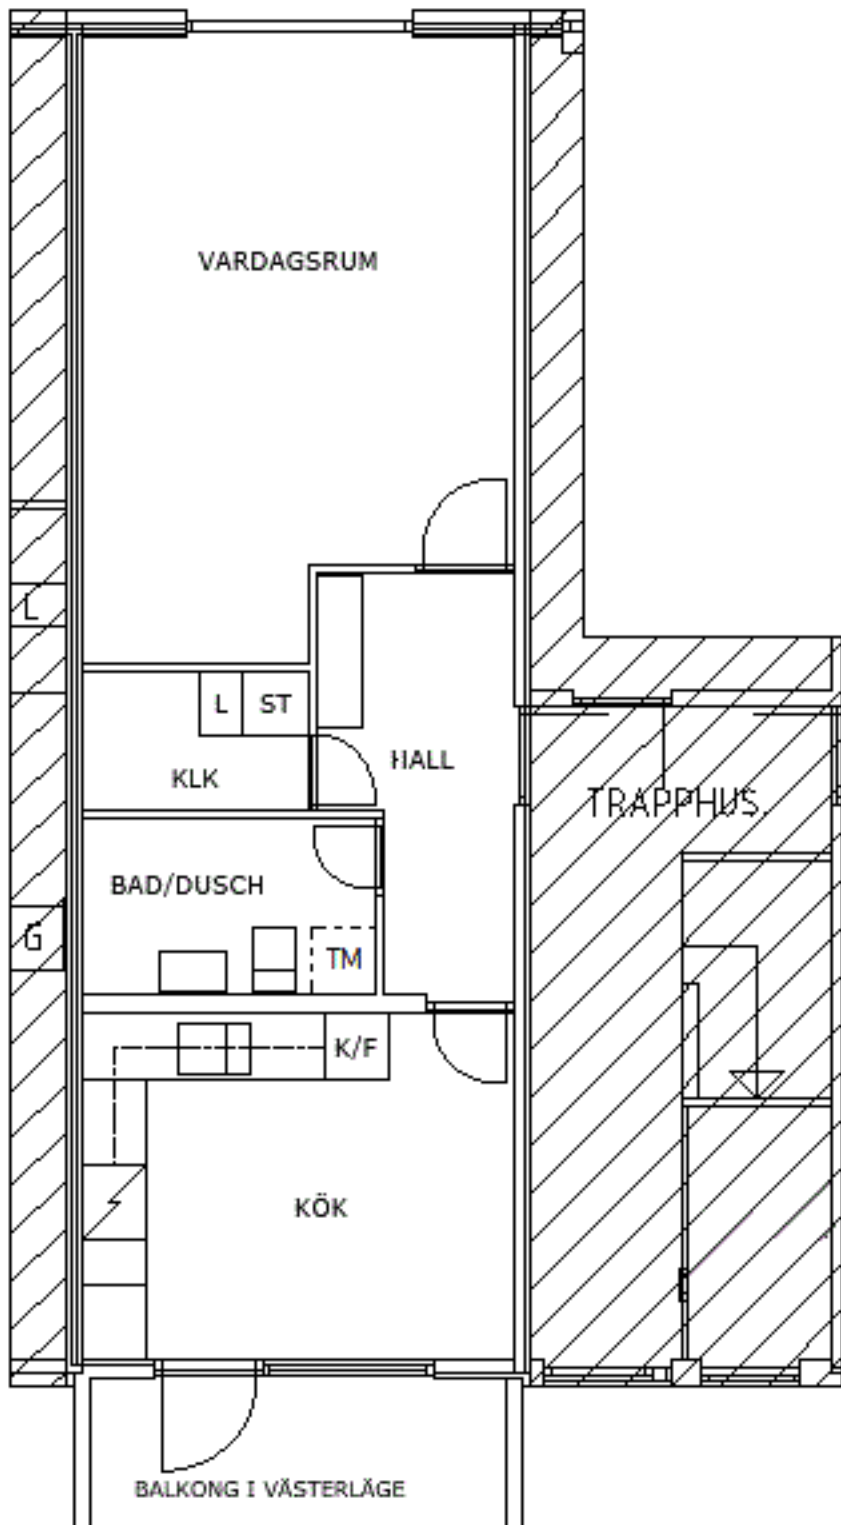 VARDAGSRUM
L
L
ST
KLK
HALL
TRAPPHUS.
BAD/DUSCH
G
TM
K/F
KÖK
BALKONG I VÄSTERLÄGE